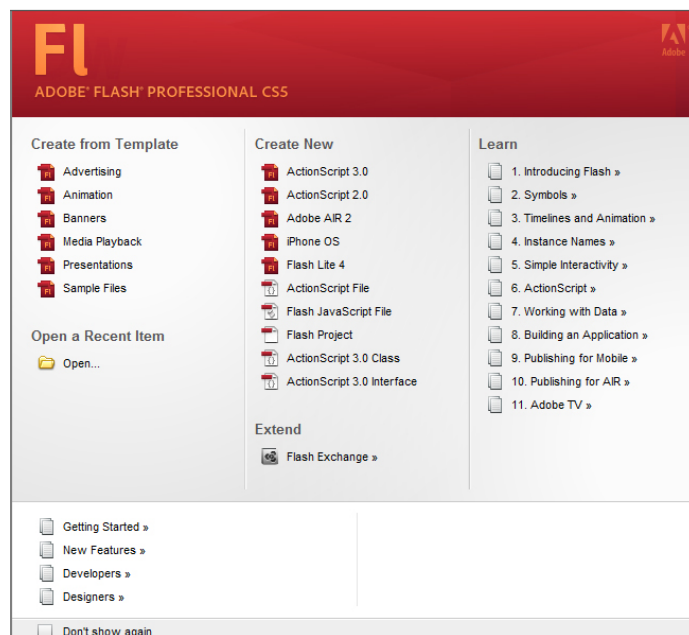 Fl
Adobe
ADOBE® FLASH® PROFESSIONAL CS5
Create from Template
Advertising
Animation
Banners
Media Playback
Presentations
Sample Files
Open a Recent Item
Open...
Create New
ActionScript 3.0
ActionScript 2.0
Adobe AIR 2
iPhone OS
Flash Lite 4
ActionScript File
Flash JavaScript File
Flash Project
ActionScript 3.0 Class
ActionScript 3.0 Interface
Extend
Flash Exchange »
Learn
1. Introducing Flash »
2. Symbols »
3. Timelines and Animation »
4. Instance Names »
5. Simple Interactivity »
6. ActionScript »
7. Working with Data »
8. Building an Application »
9. Publishing for Mobile »
10. Publishing for AIR »
11. Adobe TV »
Getting Started »
New Features »
Developers »
Designers »
Don't show again